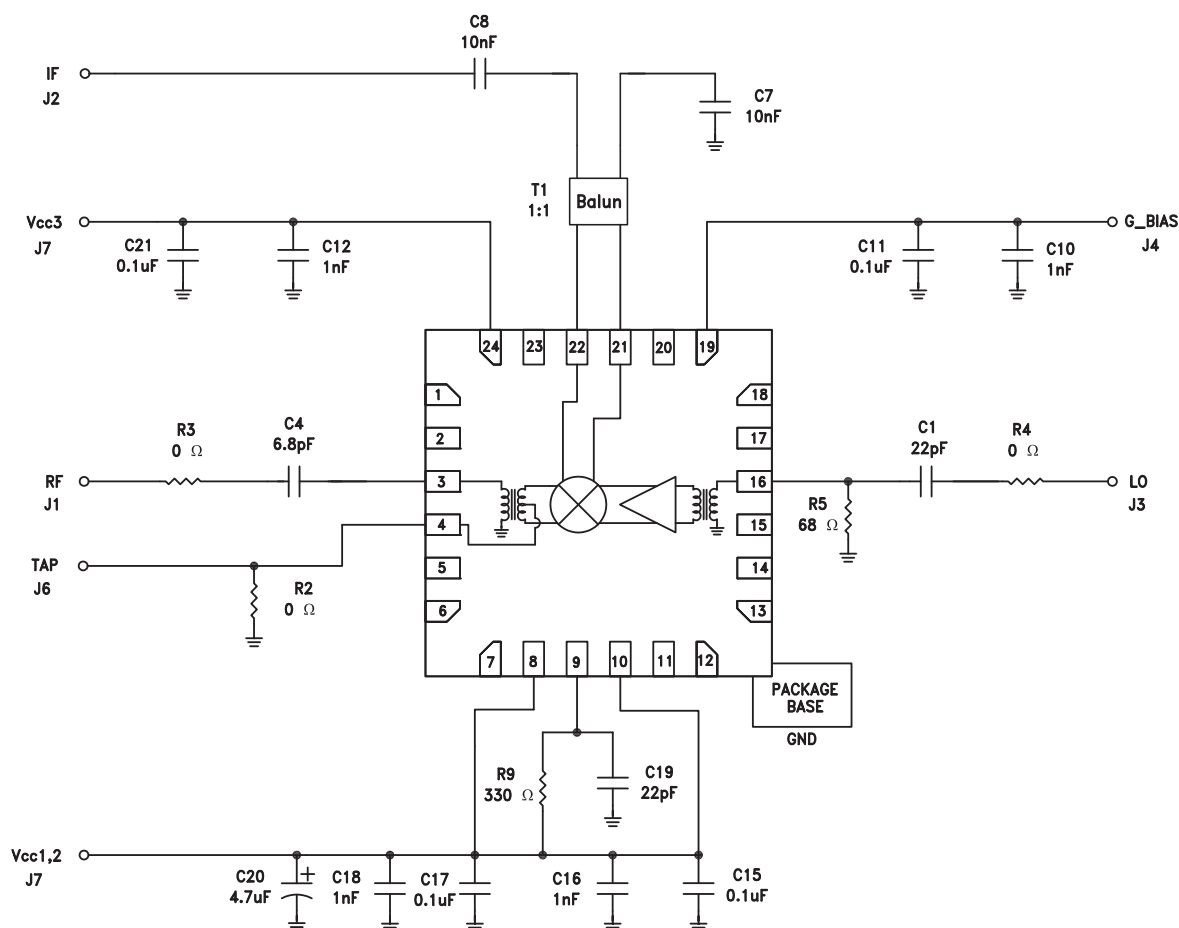 C8
10nF
IF
J2
C7
10nF
T1
1:1
Balun
Vcc3
J7
C21
0.1uF
C12
1nF
C11
0.1uF
C10
1nF
G_BIAS
J4
24
23
22
21
20
19
1
2
3
4
5
6
18
17
16
15
14
13
7
8
9
10
11
12
R3
0 Ω
C4
6.8pF
RF
J1
C1
22pF
R4
0 Ω
LO
J3
R5
68 Ω
TAP
J6
R2
0 Ω
PACKAGE
BASE
GND
R9
330 Ω
C19
22pF
Vcc1,2
J7
C20
4.7uF
+
C18
1nF
C17
0.1uF
C16
1nF
C15
0.1uF